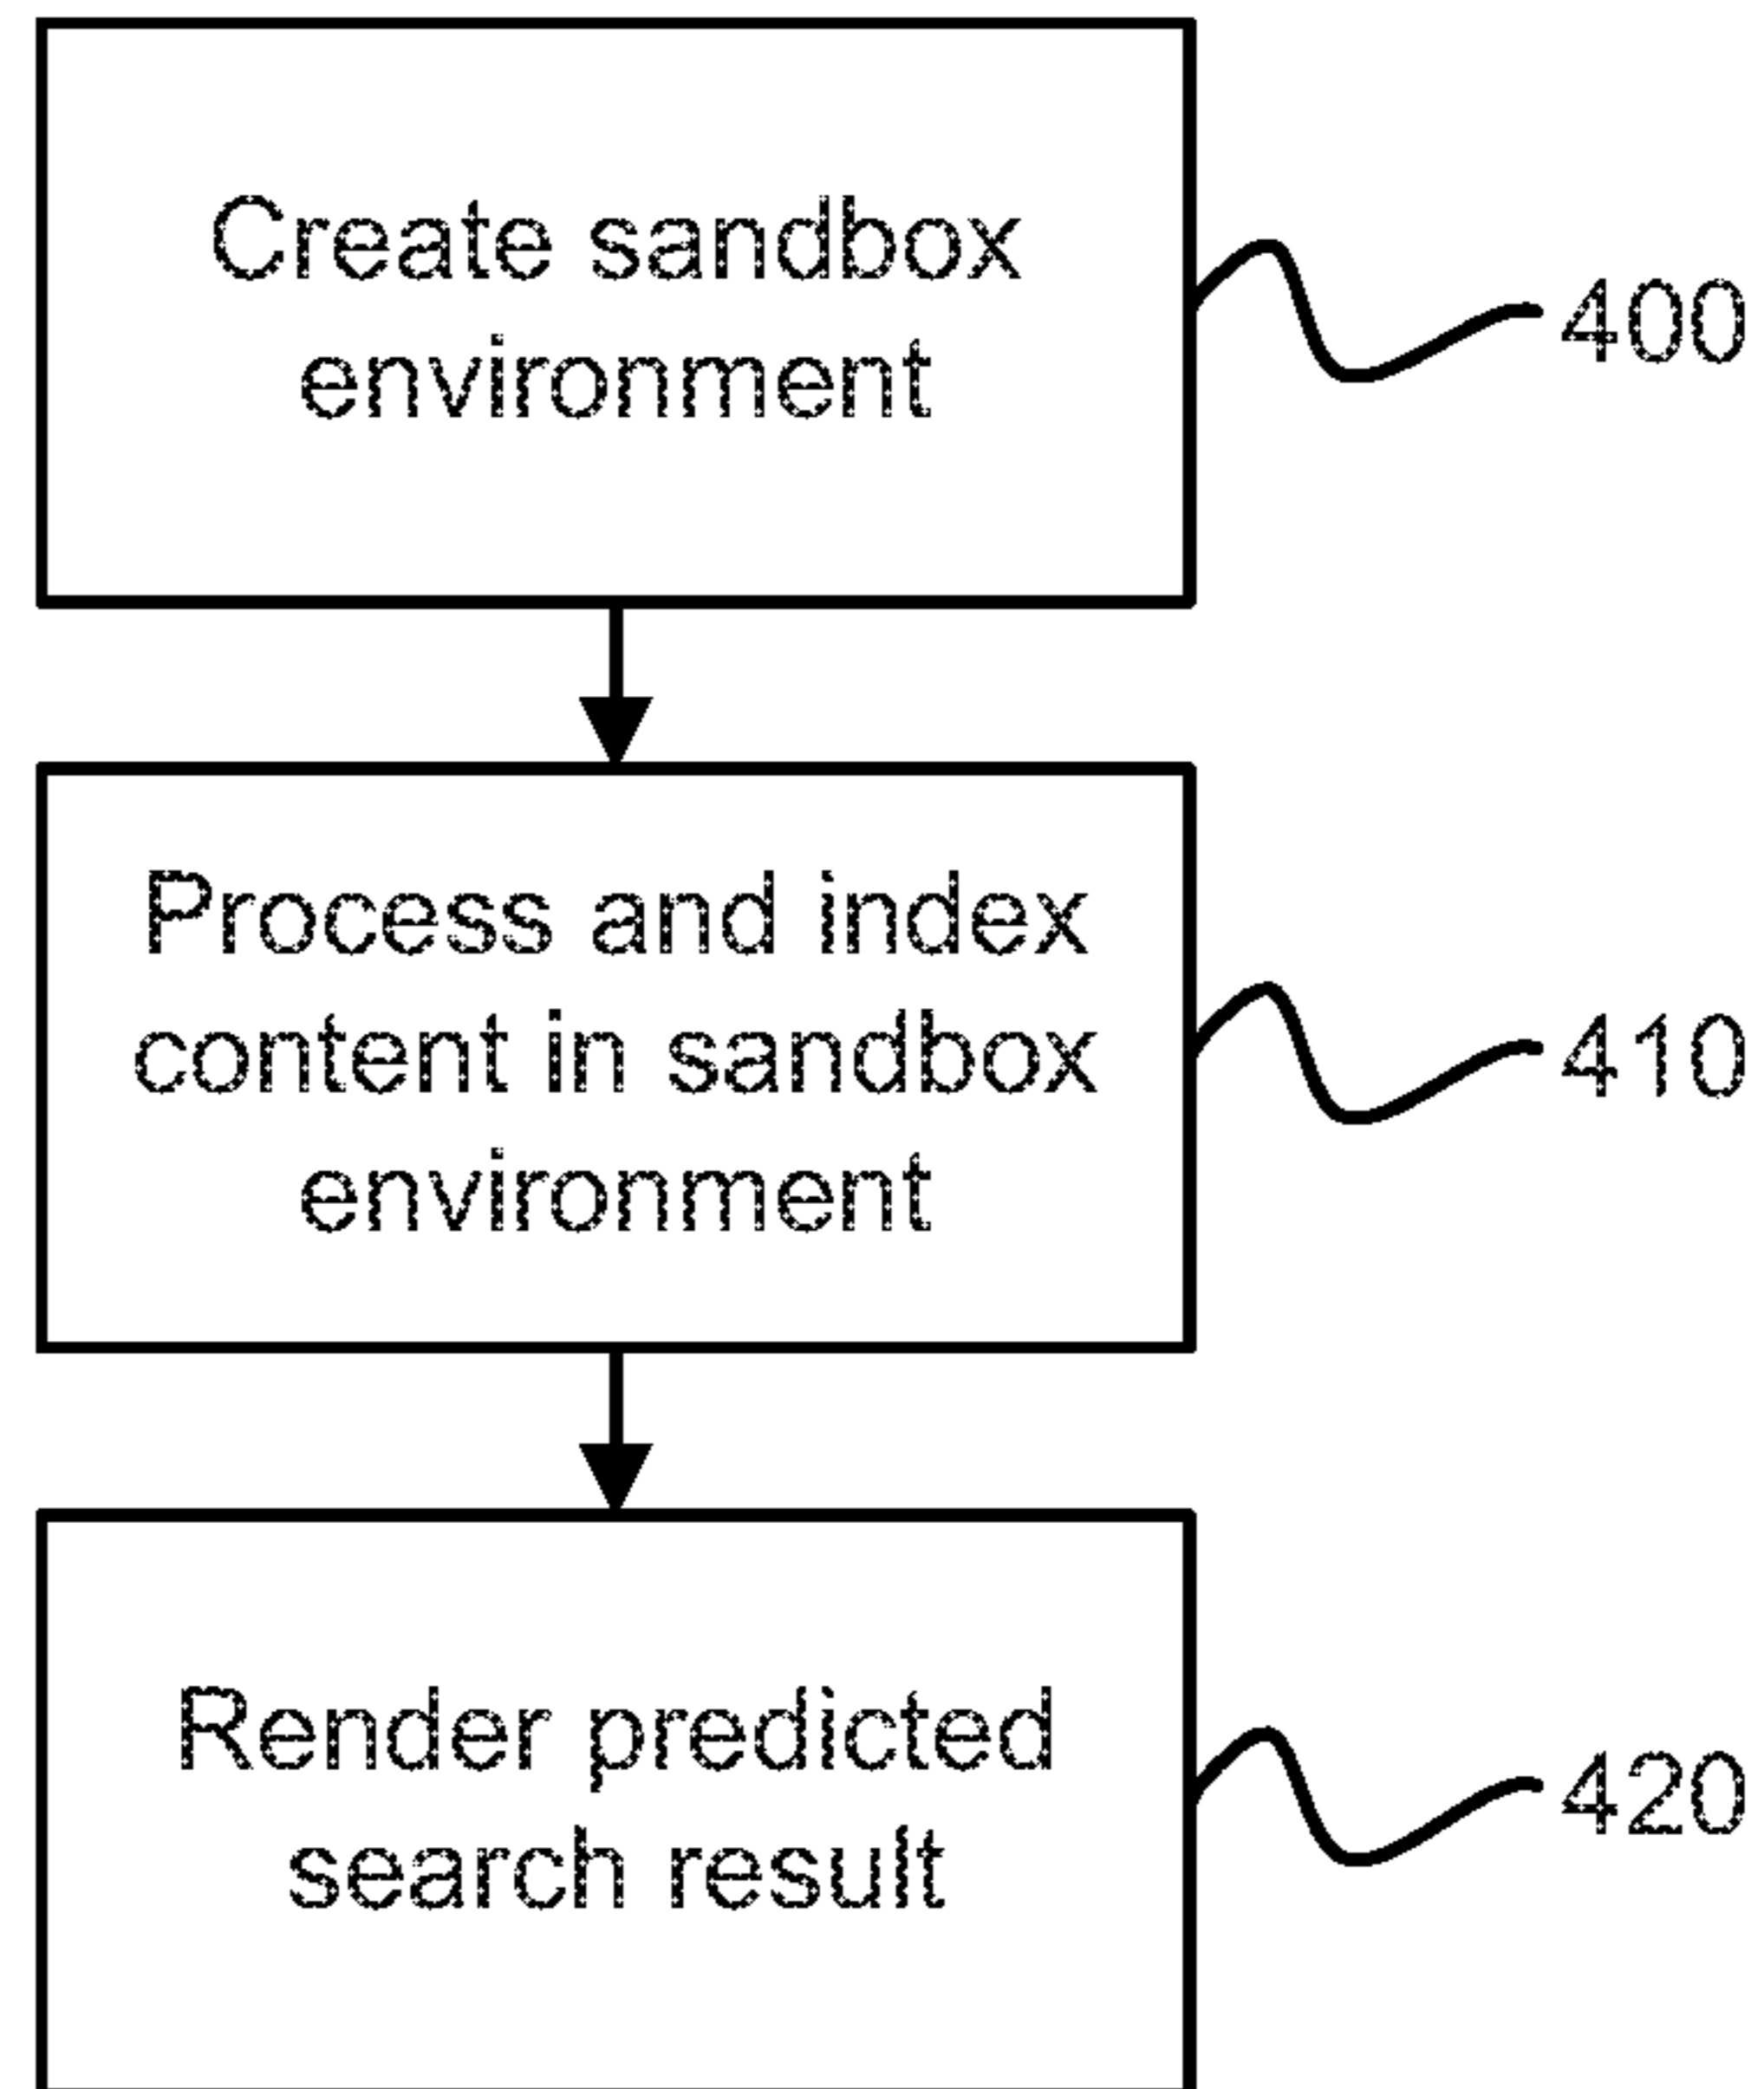 Create sandbox
environment
400
Process and index
content in sandbox
environment
410
Render predicted
search result
420